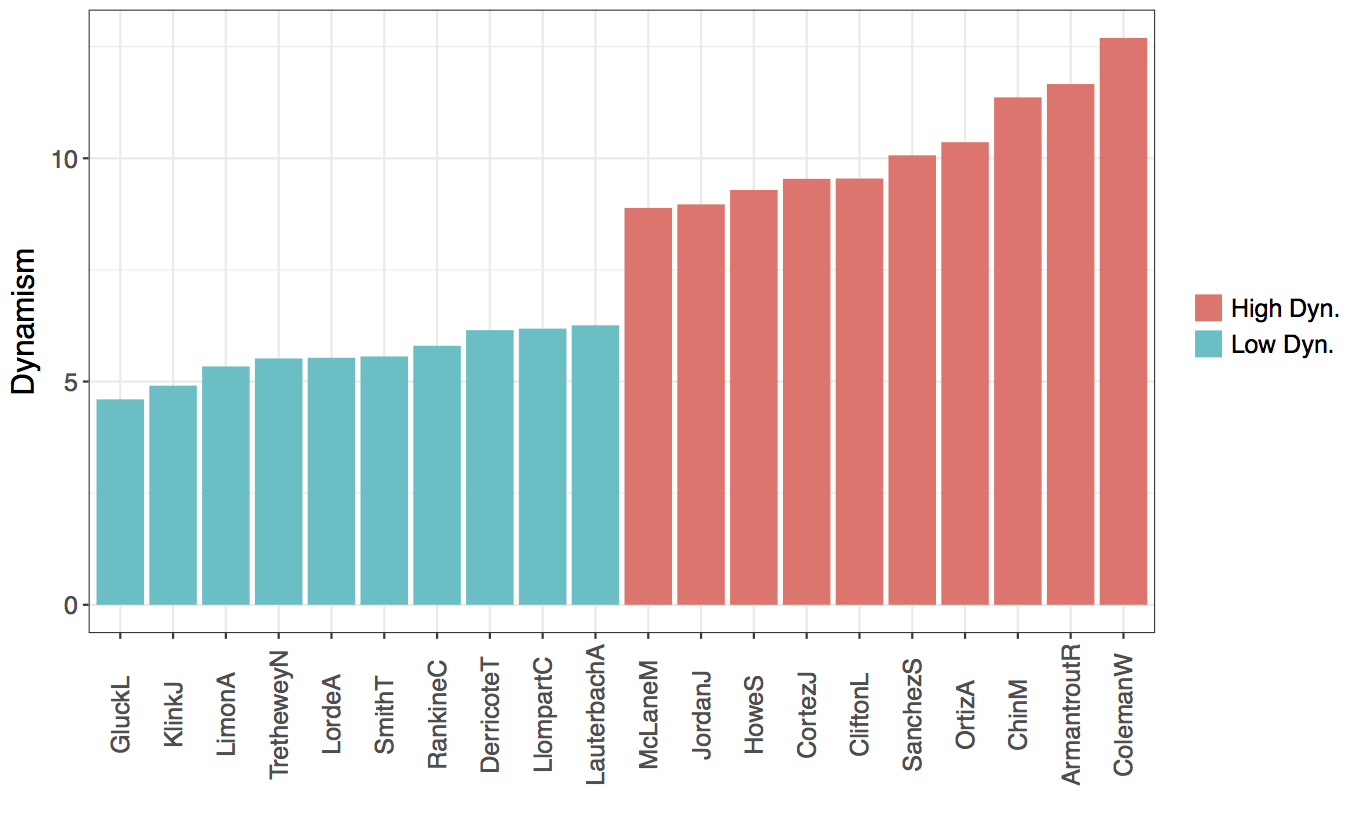 Dynamism
10
5
0
GluckL
KlinkJ
LimonA
TretheweyN
LordeA
SmithT
RankineC
DerricoteT
LlompartC
LauterbachA
McLaneM
JordanJ
HoweS
CortezJ
CliftonL
SanchezS
OrtizA
ChinM
ArmantroutR
ColemanW
High Dyn.
Low Dyn.